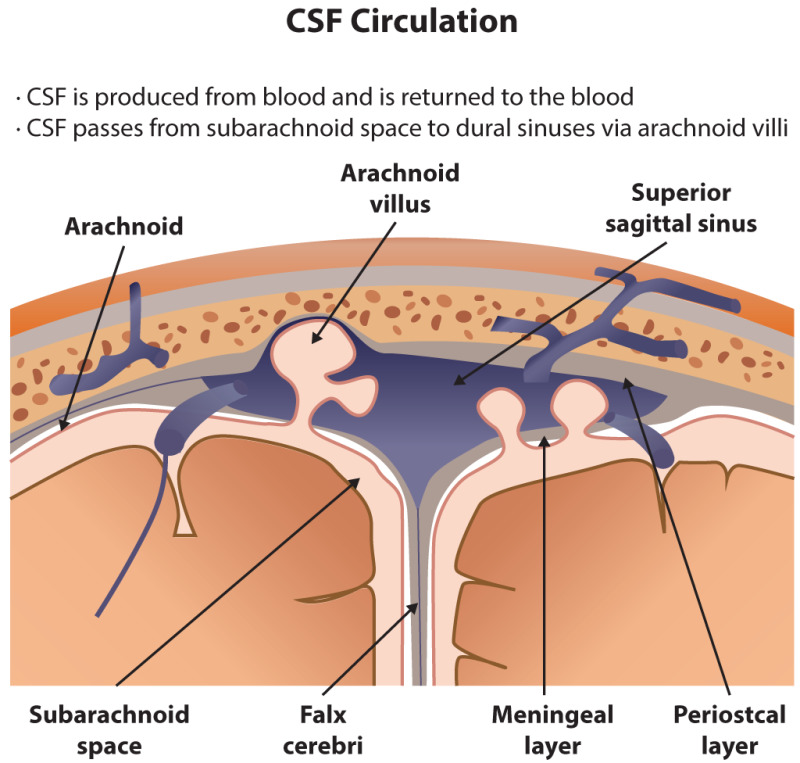 CSF Circulation
· CSF is produced from blood and is returned to the blood
· CSF passes from subarachnoid space to dural sinuses via arachnoid villi
Arachnoid
villus
Superior
sagittal sinus
Arachnoid
Subarachnoid
space
Falx
cerebri
Meningeal
layer
Periostcal
layer